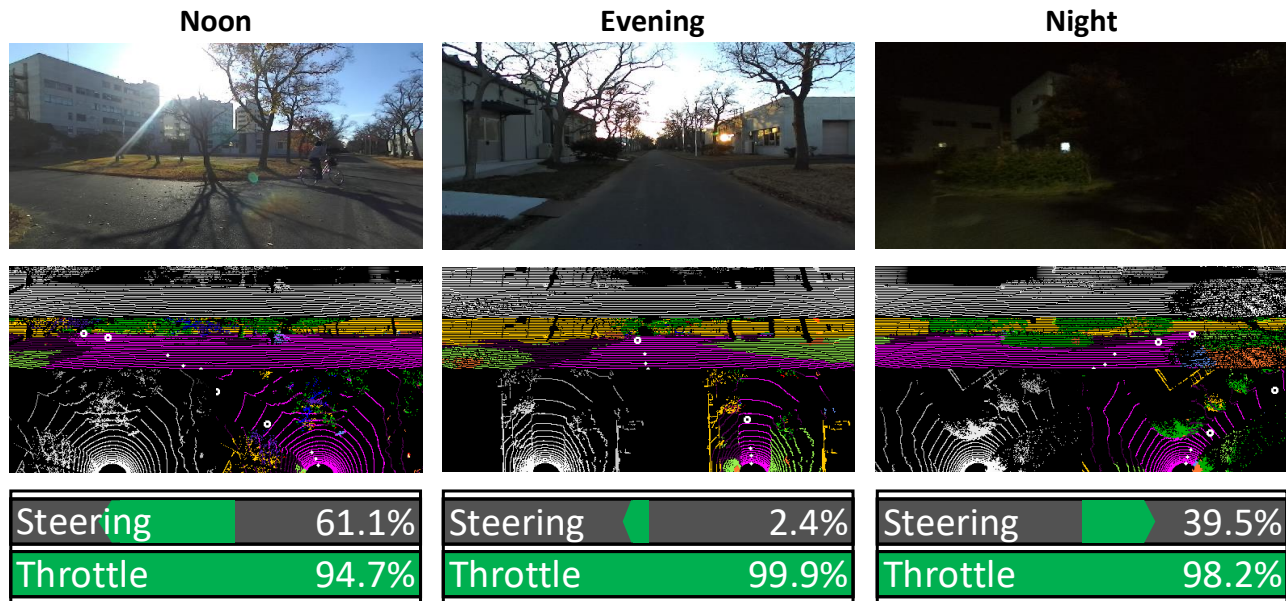 Noon
Evening
Night
Steering 61.1%
Throttle 94.7%
Steering 2.4%
Throttle 99.9%
Steering 39.5%
Throttle 98.2%